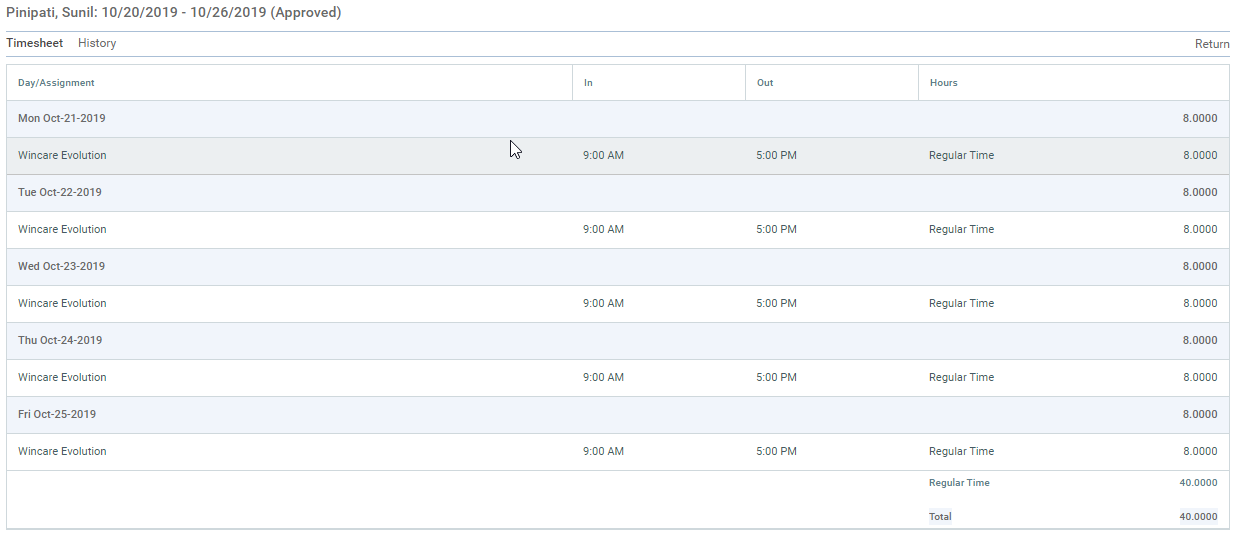 Pinipati, Sunil: 10/20/2019 - 10/26/2019 (Approved)
Timesheet History Return
Day/Assignment In Out Hours
Mon Oct-21-2019 8.0000
Wincare Evolution 9:00 AM 5:00 PM Regular Time 8.0000
Tue Oct-22-2019 8.0000
Wincare Evolution 9:00 AM 5:00 PM Regular Time 8.0000
Wed Oct-23-2019 8.0000
Wincare Evolution 9:00 AM 5:00 PM Regular Time 8.0000
Thu Oct-24-2019 8.0000
Wincare Evolution 9:00 AM 5:00 PM Regular Time 8.0000
Fri Oct-25-2019 8.0000
Wincare Evolution 9:00 AM 5:00 PM Regular Time 8.0000
Regular Time 40.0000
Total 40.0000